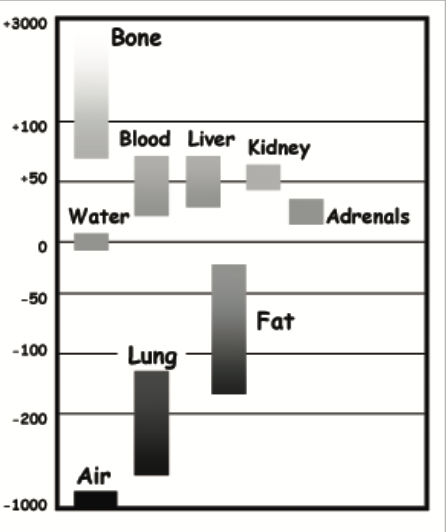 +3000
Bone
+100
Blood
Liver
Kidney
+50
Water
Adrenals
0
-50
Fat
-100
Lung
-200
Air
-1000